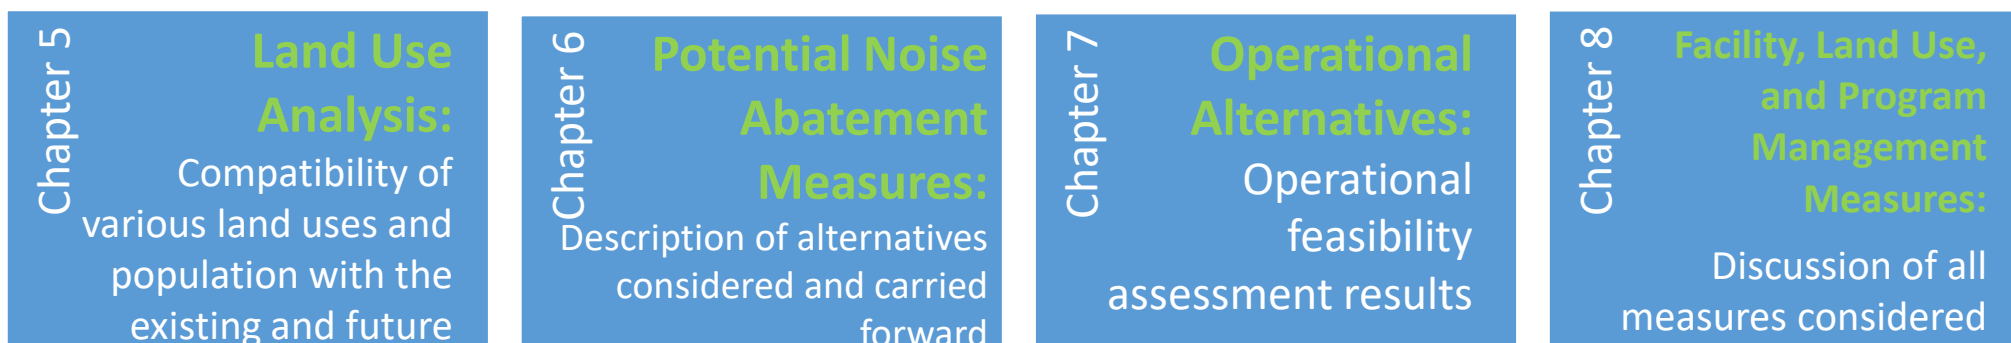 Chapter 5
Land Use
Analysis:
Compatibility of
various land uses and
population with the
existing and future
Chapter 6
Potential Noise
Abatement
Measures:
Description of alternatives
considered and carried
forward
Chapter 7
Operational
Alternatives:
Operational
feasibility
assessment results
Chapter 8
Facility, Land Use,
and Program
Management
Measures:
Discussion of all
measures considered